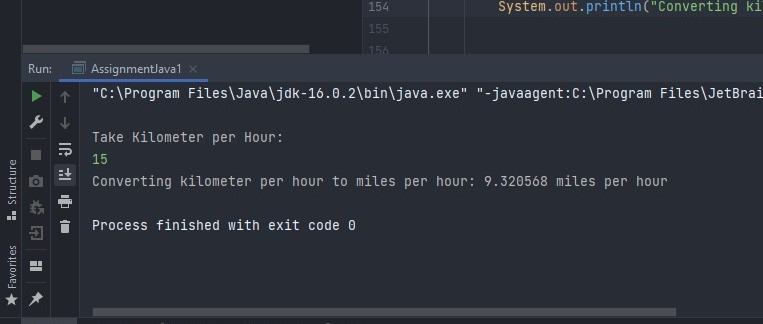 154 System.out.println("Converting ki
155
156
Run: AssignmentJava1
"C:\Program Files\Java\jdk-16.0.2\bin\java.exe" "-javaagent:C:\Program Files\JetBrai
Take Kilometer per Hour:
15
Converting kilometer per hour to miles per hour: 9.320568 miles per hour
Process finished with exit code 0
Structure
Favorites